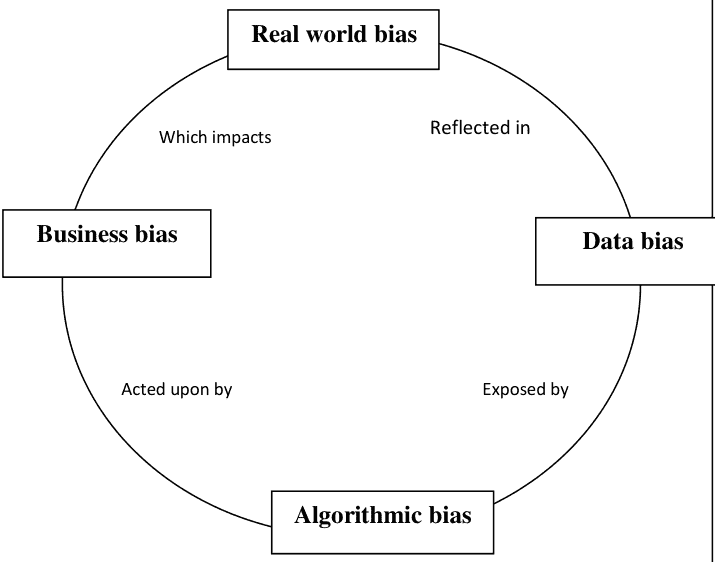 Real world bias
Reflected in
Which impacts
Business bias
Data bias
Acted upon by
Exposed by
Algorithmic bias